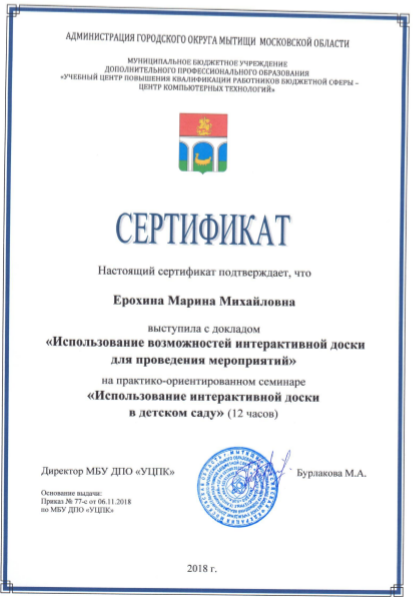 АДМИНИСТРАЦИЯ ГОРОДСКОГО ОКРУГА МЫТИЩИ МОСКОВСКОЙ ОБЛАСТИ
МУНИЦИПАЛЬНОЕ БЮДЖЕТНОЕ УЧРЕЖДЕНИЕ
ДОПОЛНИТЕЛЬНОГО ПРОФЕССИОНАЛЬНОГО ОБРАЗОВАНИЯ
«УЧЕБНЫЙ ЦЕНТР ПОВЫШЕНИЯ КВАЛИФИКАЦИИ РАБОТНИКОВ БЮДЖЕТНОЙ СФЕРЫ –
ЦЕНТР КОМПЬЮТЕРНЫХ ТЕХНОЛОГИЙ»
СЕРТИФИКАТ
Настоящий сертификат подтверждает, что
Ерохина Марина Михайловна
выступила с докладом
«Использование возможностей интерактивной доски
для проведения мероприятий»
на практико-ориентированном семинаре
«Использование интерактивной доски
в детском саду» (12 часов)
Директор МБУ ДПО «УЦПК»
Бурлакова М.А.
Основание выдачи:
Приказ № 77-с от 06.11.2018
по МБУ ДПО «УЦПК»
2018 г.